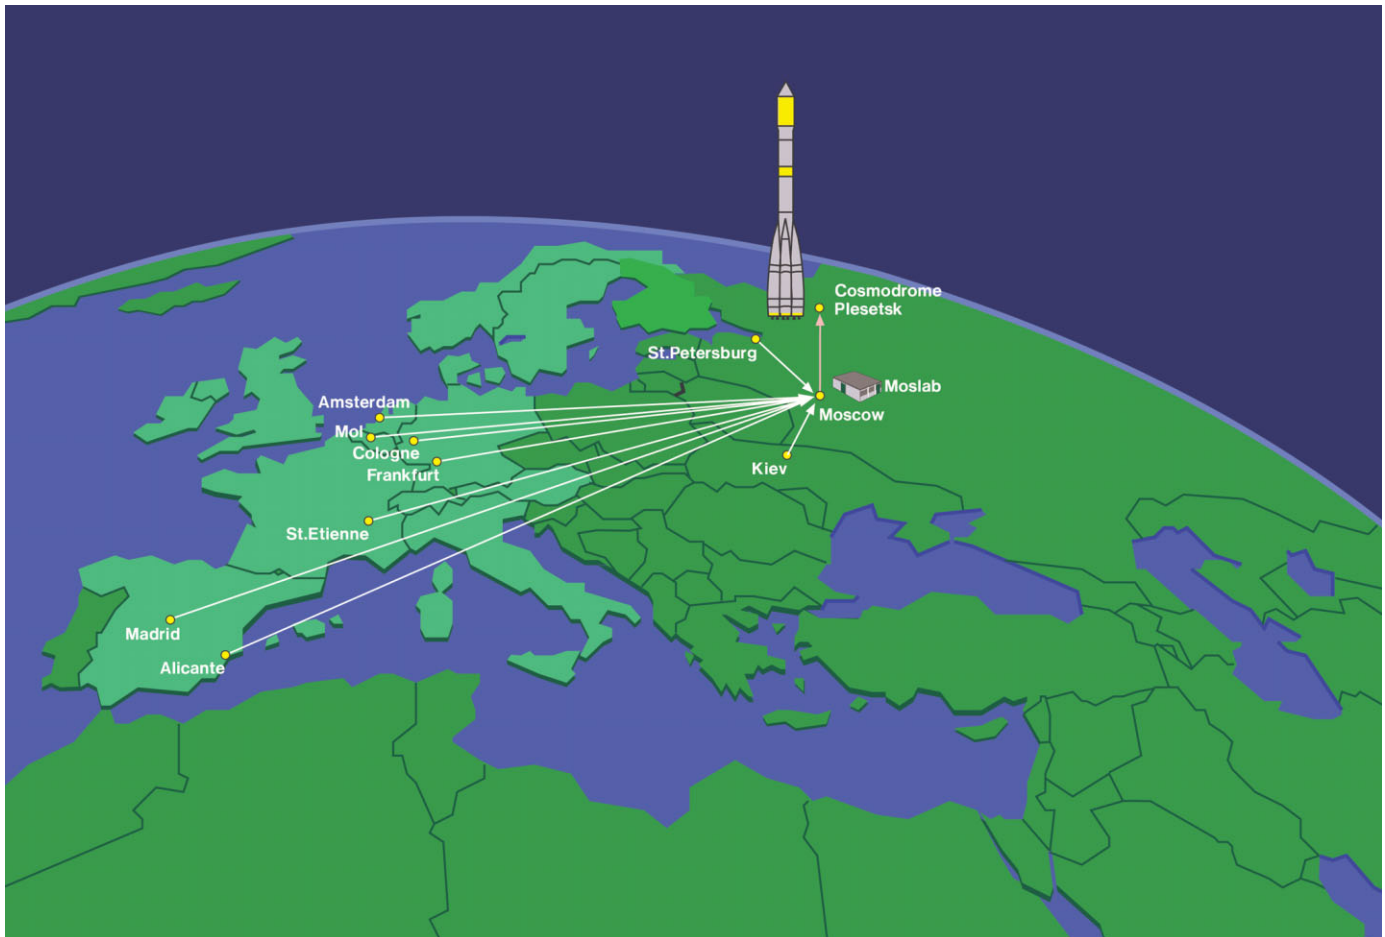 Cosmodrome
Plesetsk
St.Petersburg
Moslab
Amsterdam
Moscow
Mol
Cologne
Kiev
Frankfurt
St.Etienne
Madrid
Alicante